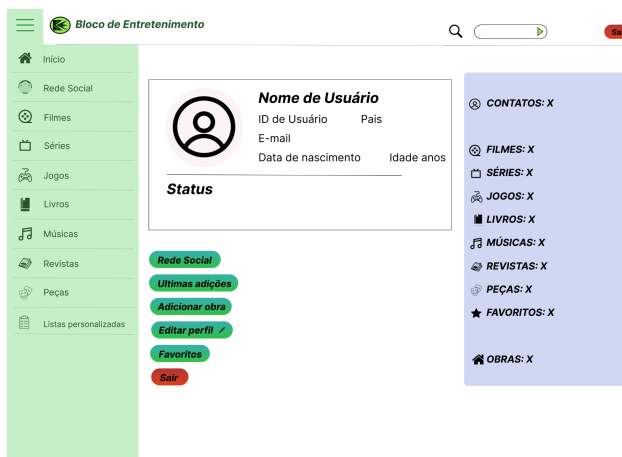 Bloco de Entretenimento
Início
Rede Social
Filmes
Séries
Jogos
Livros
Músicas
Revistas
Peças
Listas personalizadas
Nome de Usuário
ID de Usuário País
E-mail
Data de nascimento Idade anos
Status
Rede Social
Ultimas adições
Adicionar obra
Editar perfil
Favoritos
Sair
CONTATOS: X
FILMES: X
SÉRIES: X
JOGOS: X
LIVROS: X
MÚSICAS: X
REVISTAS: X
PEÇAS: X
FAVORITOS: X
OBRAS: X